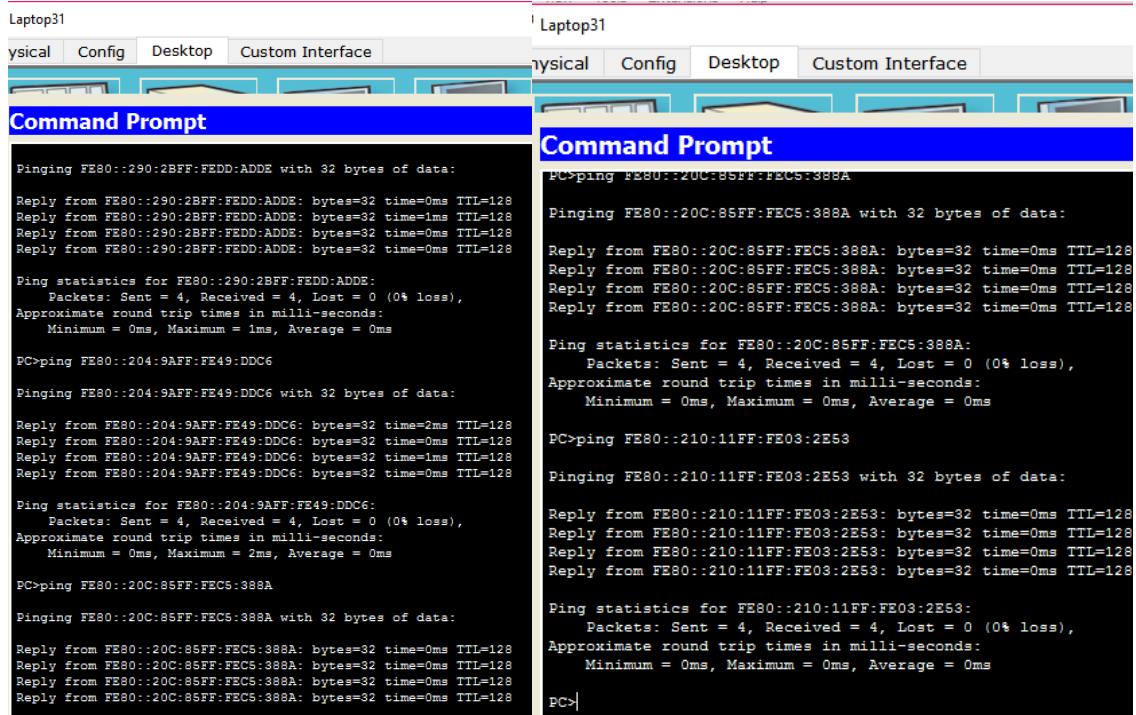 Laptop31
ysical Config Desktop Custom Interface
Command Prompt
Pinging FE80::290:2BFF:FEDD:ADDE with 32 bytes of data:
Reply from FE80::290:2BFF:FEDD:ADDE: bytes=32 time=0ms TTL=128
Reply from FE80::290:2BFF:FEDD:ADDE: bytes=32 time=1ms TTL=128
Reply from FE80::290:2BFF:FEDD:ADDE: bytes=32 time=0ms TTL=128
Reply from FE80::290:2BFF:FEDD:ADDE: bytes=32 time=0ms TTL=128
Ping statistics for FE80::290:2BFF:FEDD:ADDE:
Packets: Sent = 4, Received = 4, Lost = 0 (0% loss),
Approximate round trip times in milli-seconds:
Minimum = 0ms, Maximum = 1ms, Average = 0ms
PC>ping FE80::204:9AFF:FE49:DDC6
Pinging FE80::204:9AFF:FE49:DDC6 with 32 bytes of data:
Reply from FE80::204:9AFF:FE49:DDC6: bytes=32 time=2ms TTL=128
Reply from FE80::204:9AFF:FE49:DDC6: bytes=32 time=0ms TTL=128
Reply from FE80::204:9AFF:FE49:DDC6: bytes=32 time=1ms TTL=128
Reply from FE80::204:9AFF:FE49:DDC6: bytes=32 time=0ms TTL=128
Ping statistics for FE80::204:9AFF:FE49:DDC6:
Packets: Sent = 4, Received = 4, Lost = 0 (0% loss),
Approximate round trip times in milli-seconds:
Minimum = 0ms, Maximum = 2ms, Average = 0ms
PC>ping FE80::20C:85FF:FEC5:388A
Pinging FE80::20C:85FF:FEC5:388A with 32 bytes of data:
Reply from FE80::20C:85FF:FEC5:388A: bytes=32 time=0ms TTL=128
Reply from FE80::20C:85FF:FEC5:388A: bytes=32 time=0ms TTL=128
Reply from FE80::20C:85FF:FEC5:388A: bytes=32 time=0ms TTL=128
Reply from FE80::20C:85FF:FEC5:388A: bytes=32 time=0ms TTL=128
Laptop31
hysical Config Desktop Custom Interface
Command Prompt
PC>ping FE80::20C:85FF:FEC5:388A
Pinging FE80::20C:85FF:FEC5:388A with 32 bytes of data:
Reply from FE80::20C:85FF:FEC5:388A: bytes=32 time=0ms TTL=128
Reply from FE80::20C:85FF:FEC5:388A: bytes=32 time=0ms TTL=128
Reply from FE80::20C:85FF:FEC5:388A: bytes=32 time=0ms TTL=128
Reply from FE80::20C:85FF:FEC5:388A: bytes=32 time=0ms TTL=128
Ping statistics for FE80::20C:85FF:FEC5:388A:
Packets: Sent = 4, Received = 4, Lost = 0 (0% loss),
Approximate round trip times in milli-seconds:
Minimum = 0ms, Maximum = 0ms, Average = 0ms
PC>ping FE80::210:11FF:FE03:2E53
Pinging FE80::210:11FF:FE03:2E53 with 32 bytes of data:
Reply from FE80::210:11FF:FE03:2E53: bytes=32 time=0ms TTL=128
Reply from FE80::210:11FF:FE03:2E53: bytes=32 time=0ms TTL=128
Reply from FE80::210:11FF:FE03:2E53: bytes=32 time=0ms TTL=128
Reply from FE80::210:11FF:FE03:2E53: bytes=32 time=0ms TTL=128
Ping statistics for FE80::210:11FF:FE03:2E53:
Packets: Sent = 4, Received = 4, Lost = 0 (0% loss),
Approximate round trip times in milli-seconds:
Minimum = 0ms, Maximum = 0ms, Average = 0ms
PC>